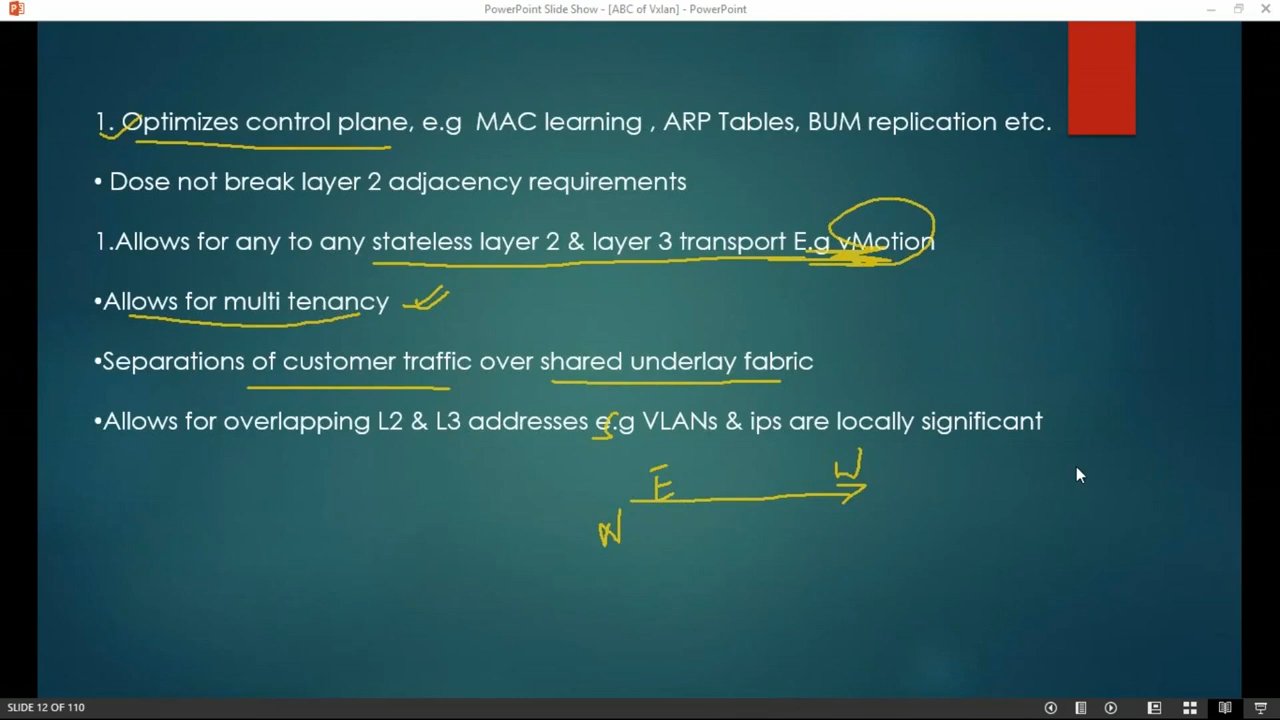 PowerPoint Slide Show - [ABC of Vxlan] - PowerPoint
1. Optimizes control plane, e.g MAC learning , ARP Tables, BUM replication etc.
• Dose not break layer 2 adjacency requirements
1.Allows for any to any stateless layer 2 & layer 3 transport E.g vMotion
•Allows for multi tenancy
•Separations of customer traffic over shared underlay fabric
•Allows for overlapping L2 & L3 addresses e.g VLANs & ips are locally significant
S
E W
N
SLIDE 12 OF 110